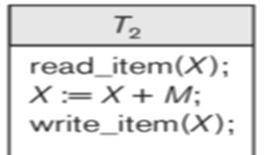 T₂
read_item(X);
X := X + M;
write_item(X);